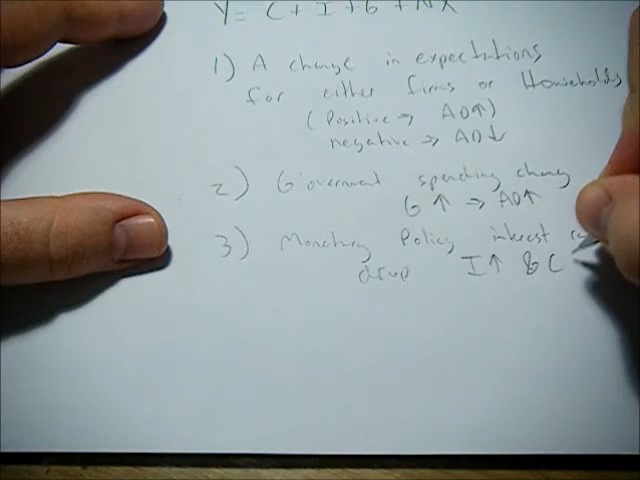 Y = C + I + G + NX
1) A change in expectations
for either firms or Households
(Positive → AD↑)
negative → AD↓
2) Government spending change
G ↑ → AD↑
3) Monetary Policy interest
drop I↑ & C